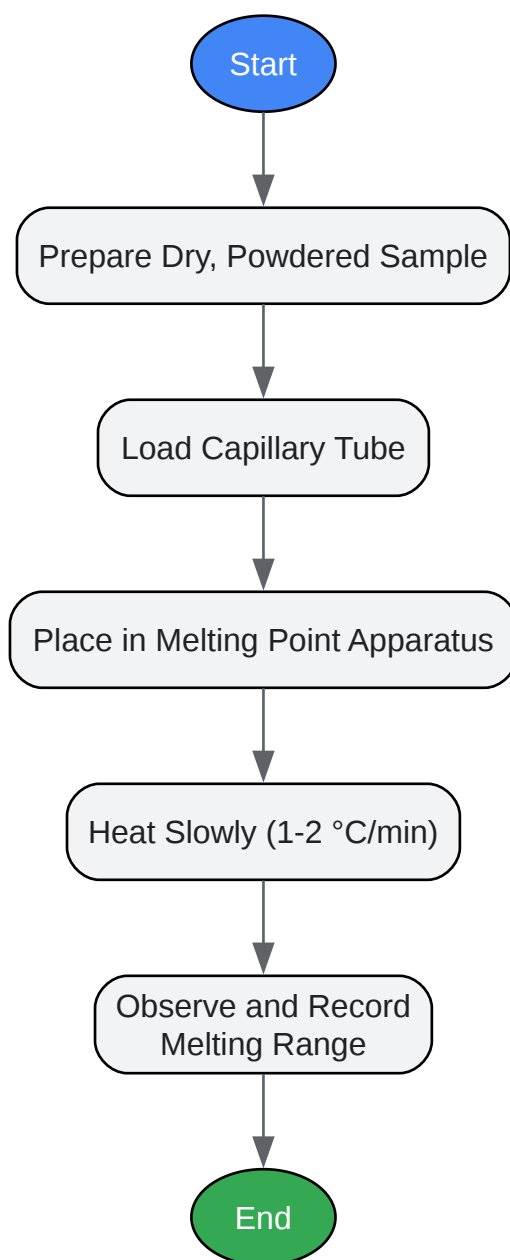 Start
Prepare Dry, Powdered Sample
Load Capillary Tube
Place in Melting Point Apparatus
Heat Slowly (1-2 °C/min)
Observe and Record
Melting Range
End